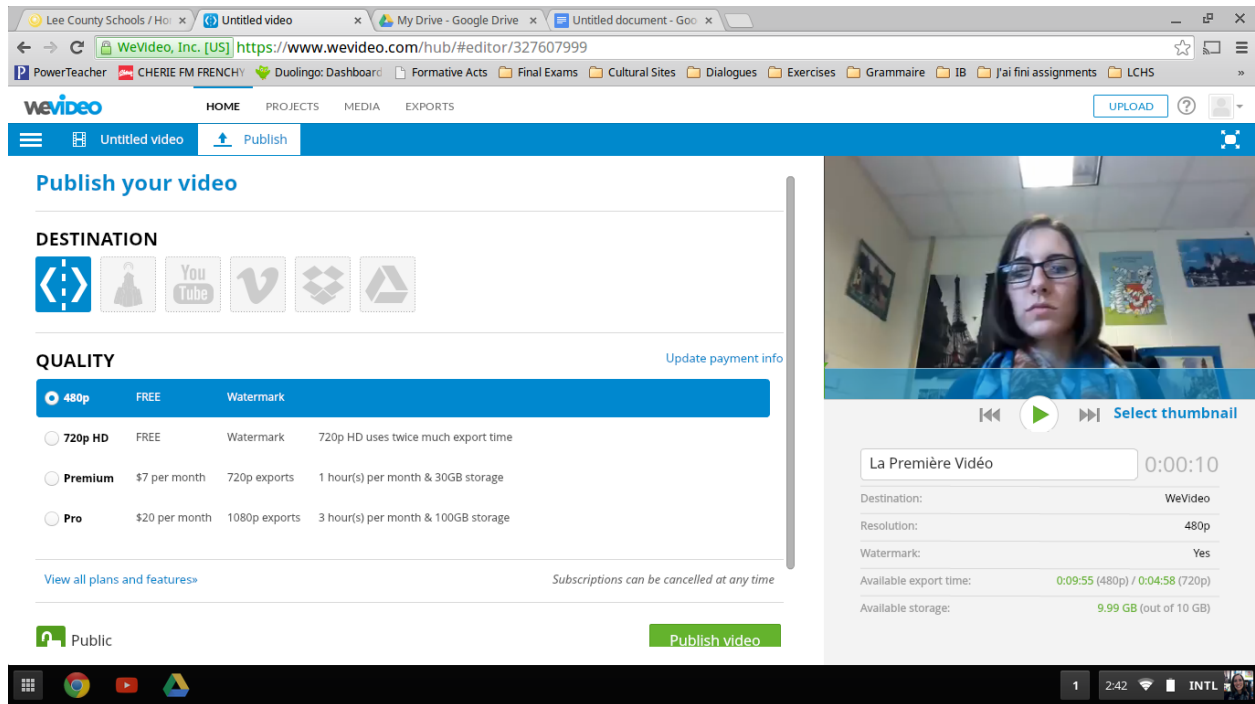 Lee County Schools / Ho
Untitled video
My Drive - Google Drive
Untitled document - Goo
WeVideo, Inc. [US] https://www.wevideo.com/hub/#editor/327607999
PowerTeacher CHERIE FM FRENCHY Duolingo: Dashboard Formative Acts Final Exams Cultural Sites Dialogues Exercises Grammaire IB J'ai fini assignments LCHS »
WeVIDEO HOME PROJECTS MEDIA EXPORTS UPLOAD ?
Untitled video Publish
Publish your video
DESTINATION
You Tube
QUALITY Update payment info
480p FREE Watermark
720p HD FREE Watermark 720p HD uses twice much export time
Premium $7 per month 720p exports 1 hour(s) per month & 30GB storage
Pro $20 per month 1080p exports 3 hour(s) per month & 100GB storage
View all plans and features» Subscriptions can be cancelled at any time
Public Publish video
Select thumbnail
La Première Vidéo 0:00:10
Destination: WeVideo
Resolution: 480p
Watermark: Yes
Available export time: 0:09:55 (480p) / 0:04:58 (720p)
Available storage: 9.99 GB (out of 10 GB)
1 2:42 INTL